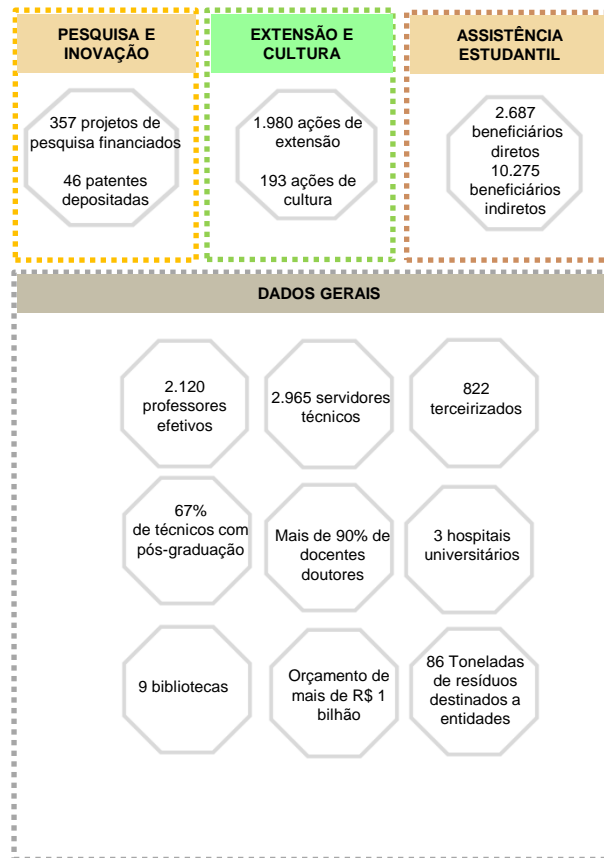 PESQUISA E
INOVAÇÃO
357 projetos de
pesquisa financiados
46 patentes
depositadas
EXTENSÃO E
CULTURA
1.980 ações de
extensão
193 ações de
cultura
ASSISTÊNCIA
ESTUDANTIL
2.687
beneficiários
diretos
10.275
beneficiários
indiretos
DADOS GERAIS
2.120
professores
efetivos
2.965 servidores
técnicos
822
terceirizados
67%
de técnicos com
pós-graduação
Mais de 90% de
docentes
doutores
3 hospitais
universitários
9 bibliotecas
Orçamento de
mais de R$ 1
bilhão
86 Toneladas
de resíduos
destinados a
entidades